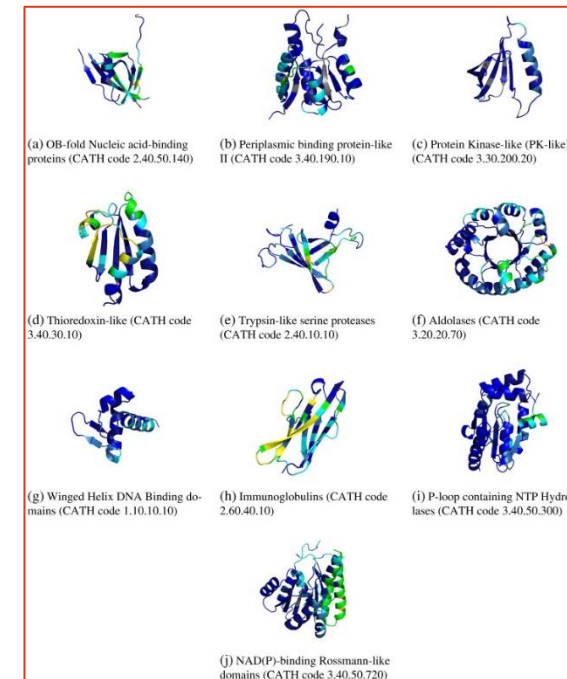 (a) OB-fold Nucleic acid-binding
proteins (CATH code 2.40.50.140)
(b) Periplasmic binding protein-like
II (CATH code 3.40.190.10)
(c) Protein Kinase-like (PK-like)
(CATH code 3.30.200.20)
(d) Thioredoxin-like (CATH code
3.40.30.10)
(e) Trypsin-like serine proteases
(CATH code 2.40.10.10)
(f) Aldolases (CATH code
3.20.20.70)
(g) Winged Helix DNA Binding do-
mains (CATH code 1.10.10.10)
(h) Immunoglobulins (CATH code
2.60.40.10)
(i) P-loop containing NTP Hydro
lases (CATH code 3.40.50.300)
(j) NAD(P)-binding Rossmann-like
domains (CATH code 3.40.50.720)